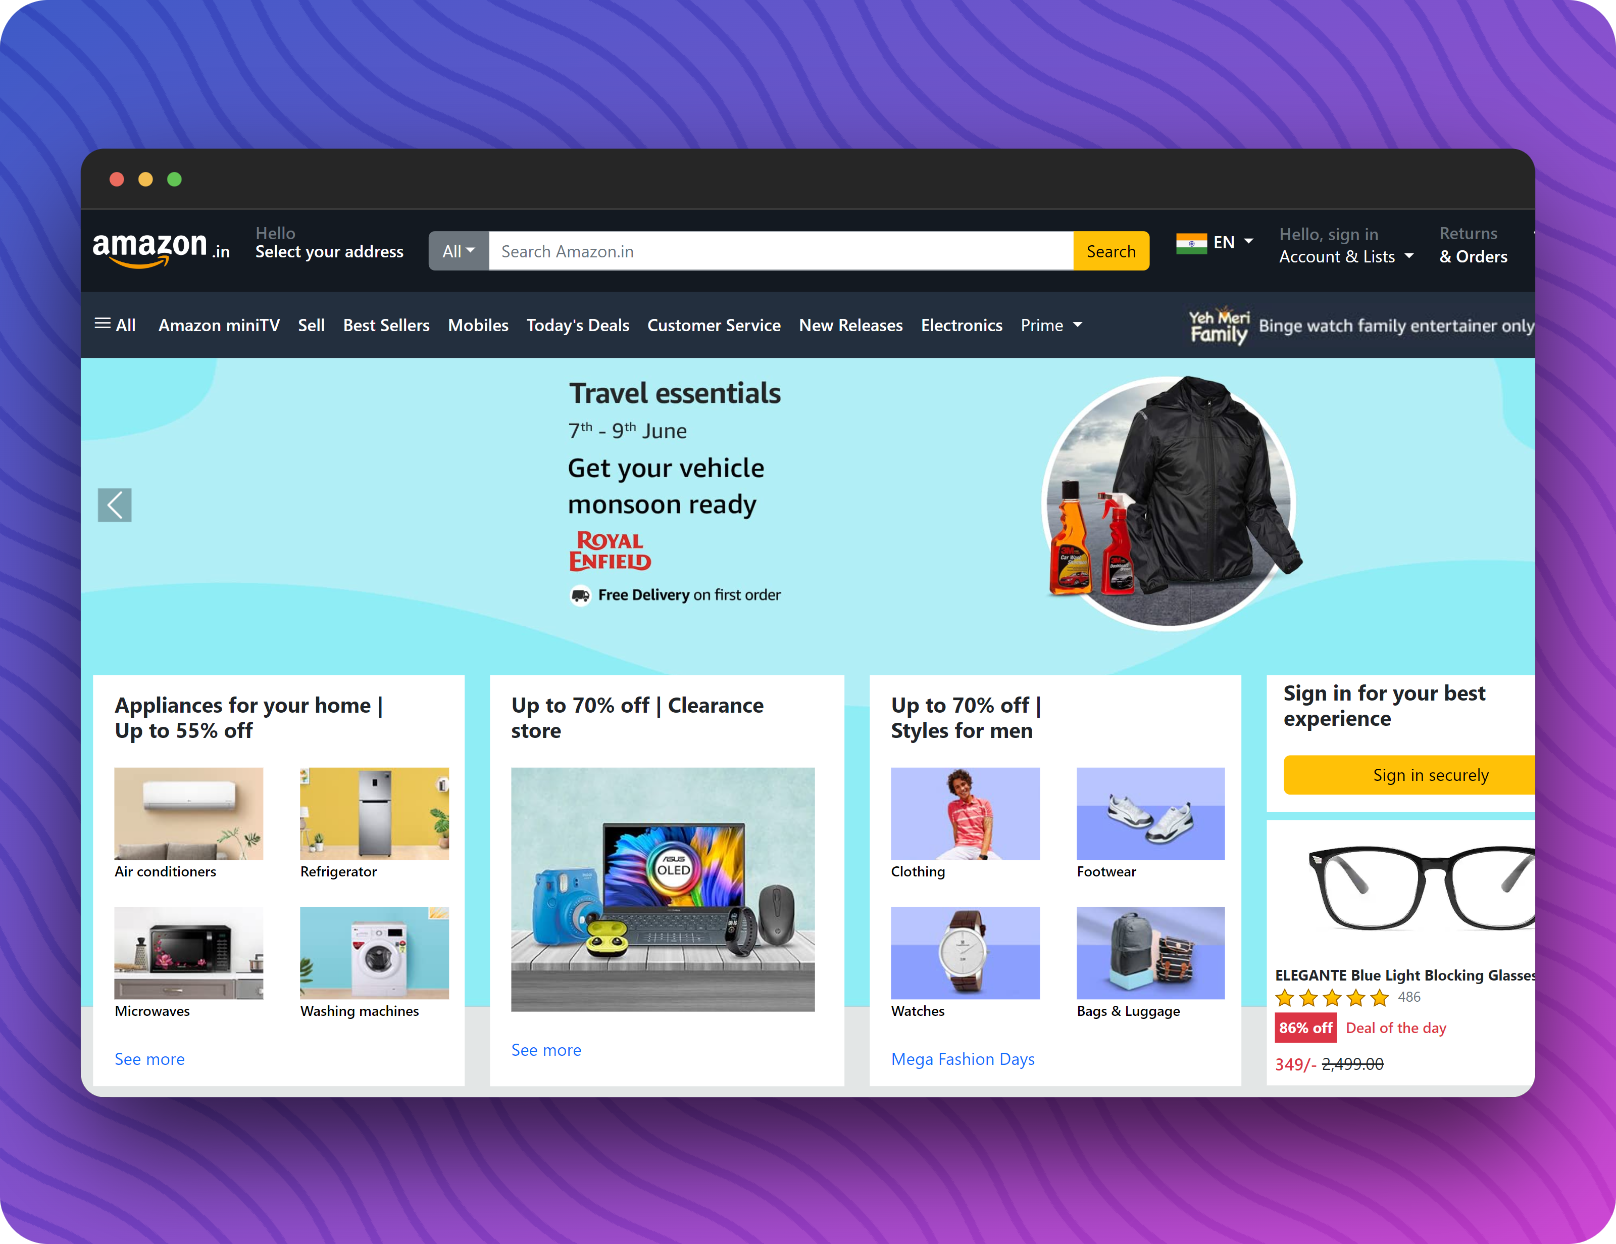 amazon.in
Hello
Select your address
All
Search Amazon.in
Search
EN
Hello, sign in
Account & Lists
Returns
& Orders
All
Amazon miniTV
Sell
Best Sellers
Mobiles
Today's Deals
Customer Service
New Releases
Electronics
Prime
Yeh Meri
Family
Binge watch family entertainer only
Travel essentials
7th - 9th June
Get your vehicle
monsoon ready
ROYAL
ENFIELD
Free Delivery on first order
Appliances for your home |
Up to 55% off
Air conditioners
Refrigerator
Microwaves
Washing machines
See more
Up to 70% off | Clearance
store
ASUS
OLED
See more
Up to 70% off |
Styles for men
Clothing
Footwear
Watches
Bags & Luggage
Mega Fashion Days
Sign in for your best
experience
Sign in securely
ELEGANTE Blue Light Blocking Glasses
486
86% off
Deal of the day
349/- 2,499.00